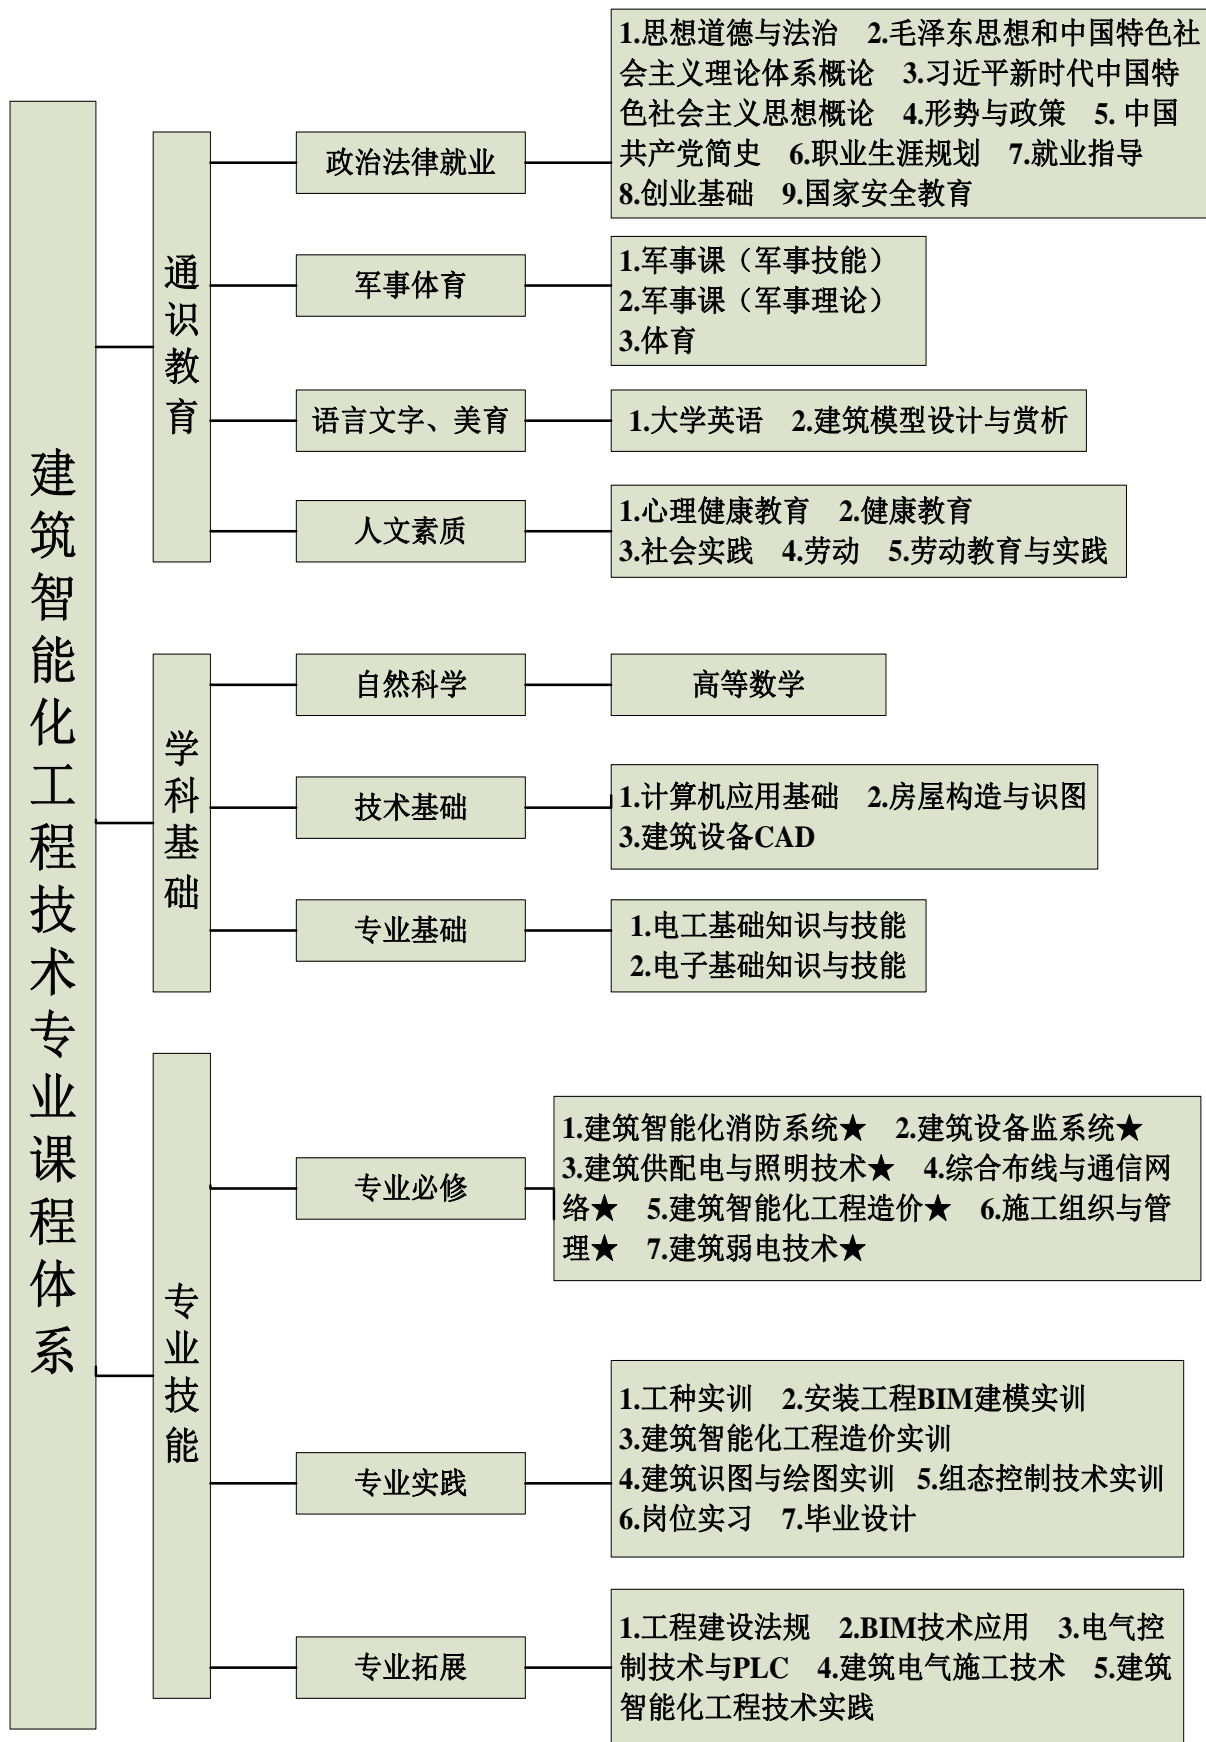 建筑智能化工程技术专业课程体系
通识教育
政治法律就业
1.思想道德与法治 2.毛泽东思想和中国特色社
会主义理论体系概论 3.习近平新时代中国特
色社会主义思想概论 4.形势与政策 5. 中国
共产党简史 6.职业生涯规划 7.就业指导
8.创业基础 9.国家安全教育
军事体育
1.军事课（军事技能）
2.军事课（军事理论）
3.体育
语言文字、美育
1.大学英语 2.建筑模型设计与赏析
人文素质
1.心理健康教育 2.健康教育
3.社会实践 4.劳动 5.劳动教育与实践
学科基础
自然科学
高等数学
技术基础
1.计算机应用基础 2.房屋构造与识图
3.建筑设备CAD
专业基础
1.电工基础知识与技能
2.电子基础知识与技能
专业技能
专业必修
1.建筑智能化消防系统★ 2.建筑设备监系统★
3.建筑供配电与照明技术★ 4.综合布线与通信网
络★ 5.建筑智能化工程造价★ 6.施工组织与管
理★ 7.建筑弱电技术★
专业实践
1.工种实训 2.安装工程BIM建模实训
3.建筑智能化工程造价实训
4.建筑识图与绘图实训 5.组态控制技术实训
6.岗位实习 7.毕业设计
专业拓展
1.工程建设法规 2.BIM技术应用 3.电气控
制技术与PLC 4.建筑电气施工技术 5.建筑
智能化工程技术实践